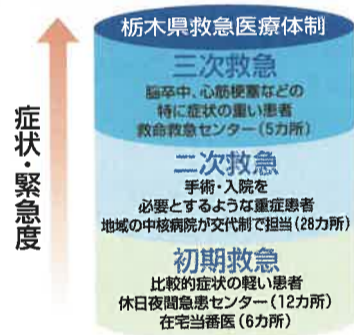 栃木県救急医療体制
三次救急
脳卒中、心筋梗塞などの
特に症状の重い患者
救命救急センター(5カ所)
二次救急
手術・入院を
必要とするような重症患者
地域の中核病院が交代制で担当(28カ所)
初期救急
比較的症状の軽い患者
休日夜間急患センター(12カ所)
在宅当番医(6カ所)
症状・緊急度